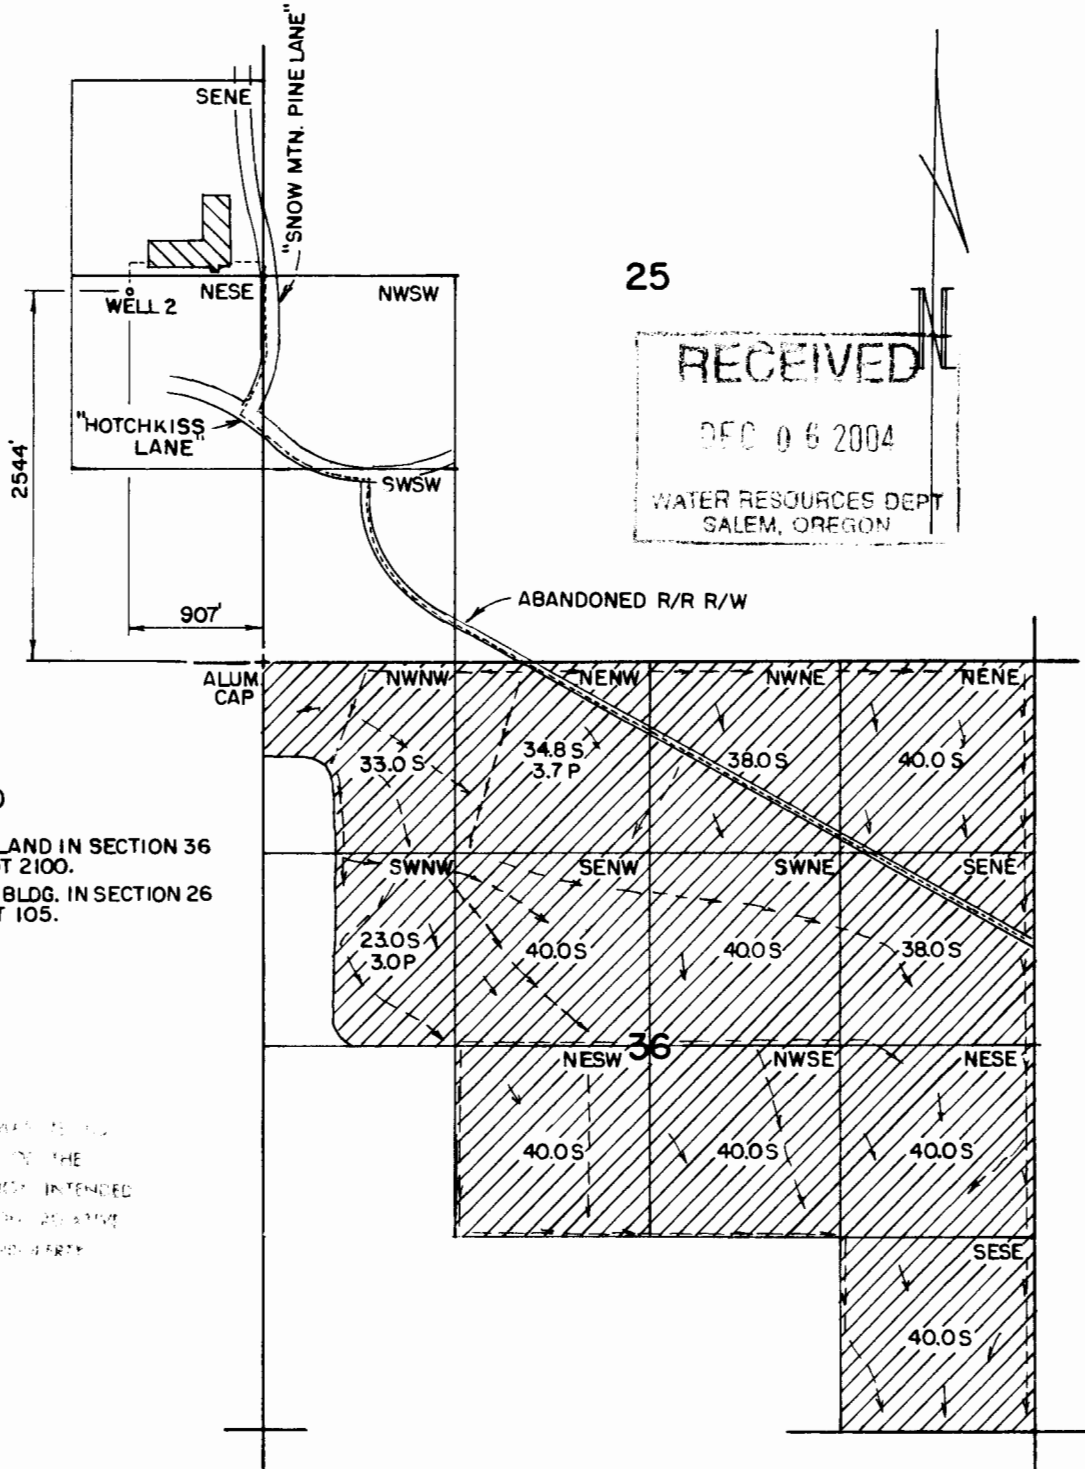 SENE
"SNOW MTN. PINE LANE"
25
NESE
NWSW
WELL 2
N
RECEIVED
DEC 06 2004
WATER RESOURCES DEPT
SALEM, OREGON
"HOTCHKISS
LANE"
2544'
SWSW
907'
ABANDONED R/R R/W
ALUM
CAP
NWNW
NENW
NWNE
NENE
33.0 S
34.8 S
3.7 P
38.0 S
40.0 S
LAND IN SECTION 36
2100.
BLDG. IN SECTION 26
105.
SWNW
SENW
SWNE
SENE
23.0 S
3.0 P
40.0 S
40.0 S
38.0 S
36
NESW
NWSE
NESE
40.0 S
40.0 S
40.0 S
THE
INTENDED
SESE
40.0 S